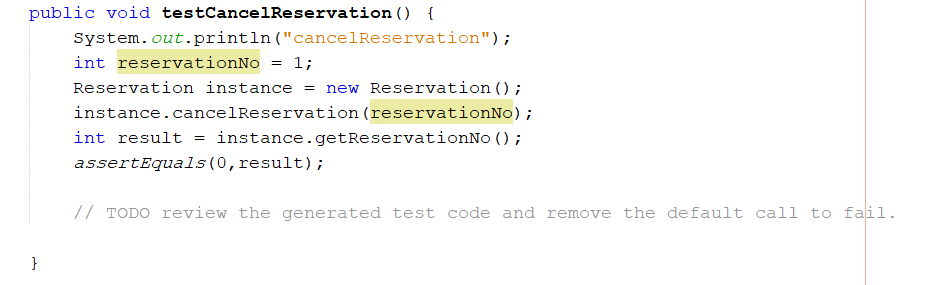 public void testCancelReservation() {
    System.out.println("cancelReservation");
    int reservationNo = 1;
    Reservation instance = new Reservation();
    instance.cancelReservation(reservationNo);
    int result = instance.getReservationNo();
    assertEquals(0,result);

    // TODO review the generated test code and remove the default call to fail.

}